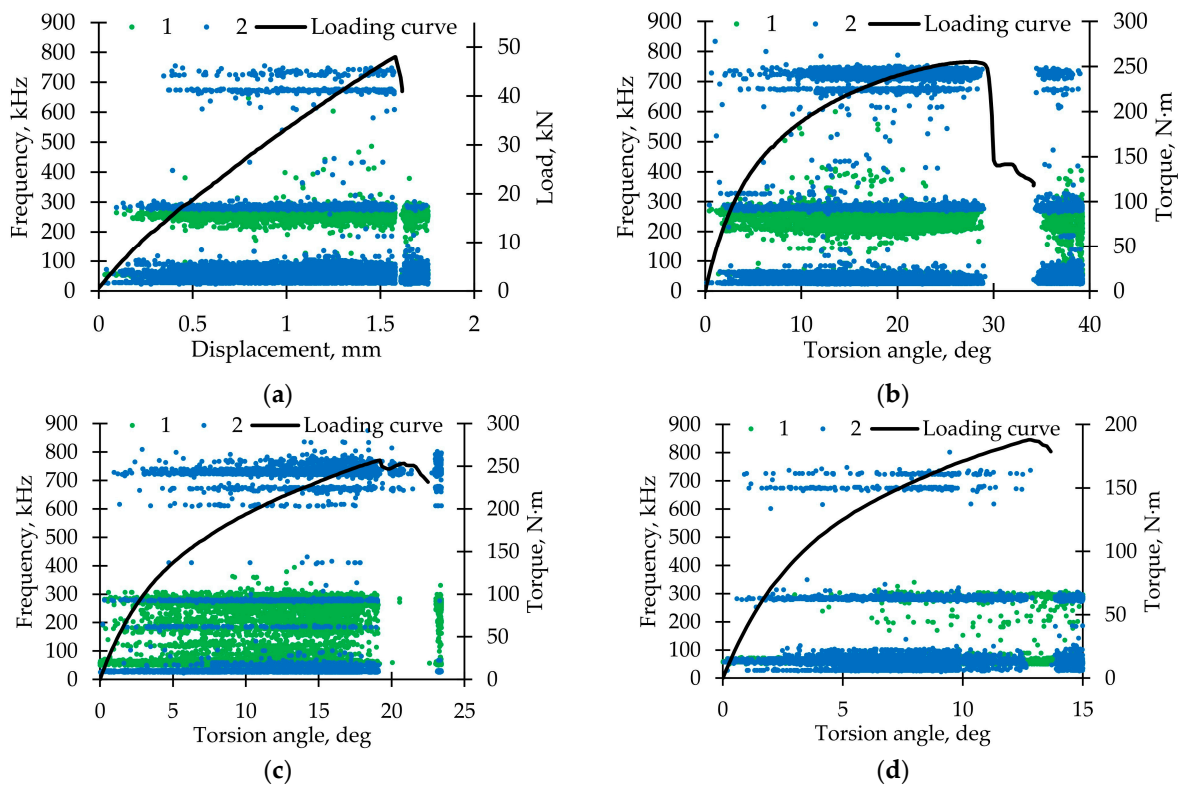 1 2 Loading curve
Frequency, kHz
900
800
700
600
500
400
300
200
100
0
0 0.5 1 1.5 2
Displacement, mm
50
40
30
20
10
0
Load, kN
(a)
1 2 Loading curve
Frequency, kHz
900
800
700
600
500
400
300
200
100
0
0 10 20 30 40
Torsion angle, deg
300
250
200
150
100
50
0
Torque, N·m
(b)
1 2 Loading curve
Frequency, kHz
900
800
700
600
500
400
300
200
100
0
0 5 10 15 20 25
Torsion angle, deg
300
250
200
150
100
50
0
Torque, N·m
(c)
1 2 Loading curve
Frequency, kHz
900
800
700
600
500
400
300
200
100
0
0 5 10 15
Torsion angle, deg
200
150
100
50
0
Torque, N·m
(d)